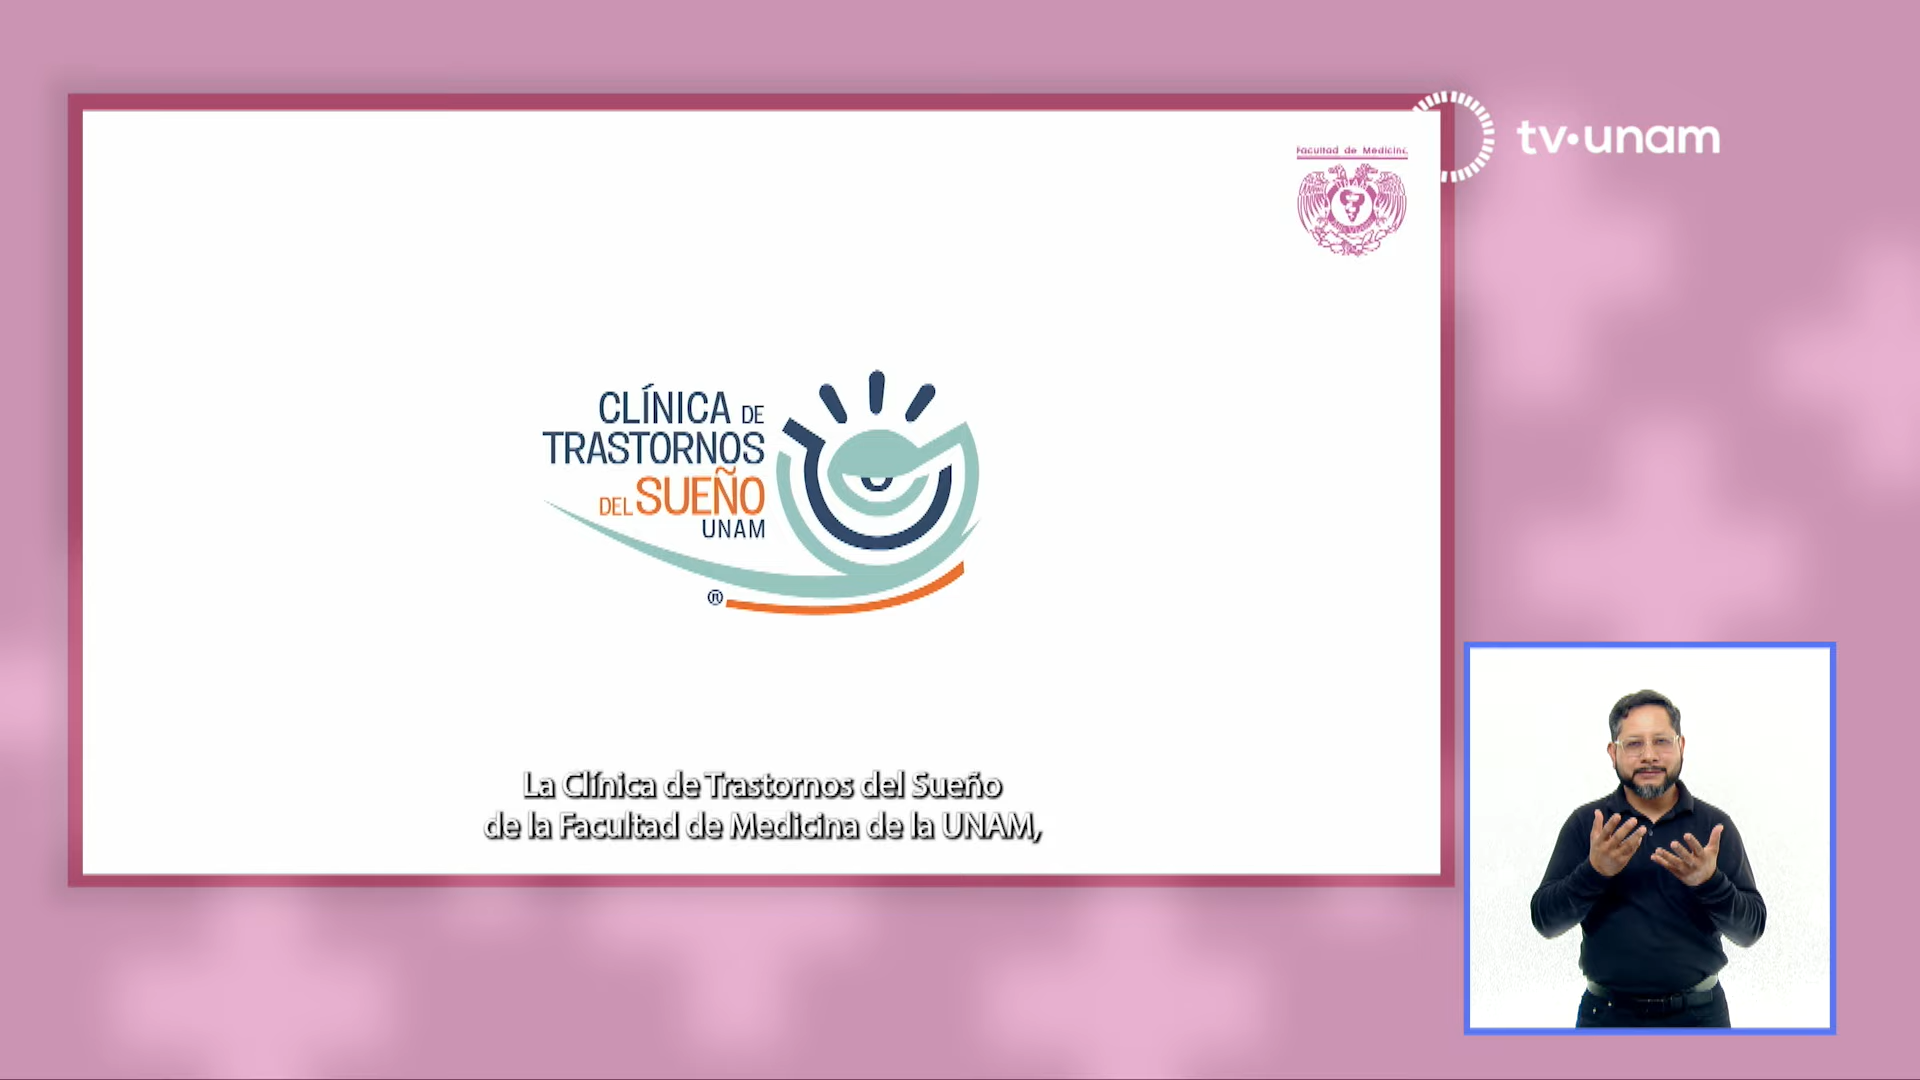 Facultad de Medicina
tv·unam
CLÍNICA DE
TRASTORNOS
DEL SUEÑO
UNAM
®
La Clínica de Trastornos del Sueño
de la Facultad de Medicina de la UNAM,